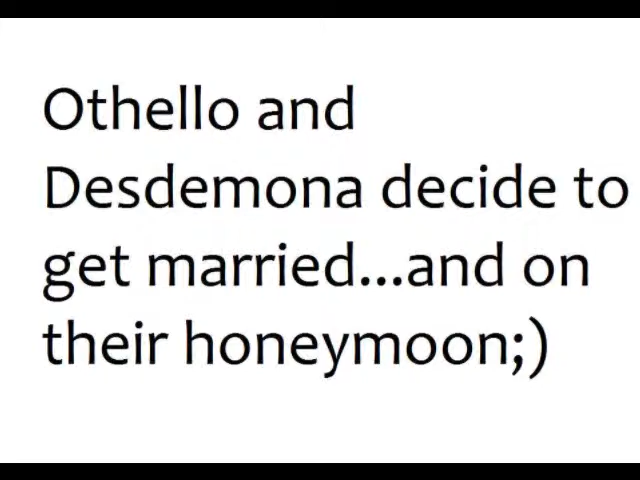 Othello and
Desdemona decide to
get married...and on
their honeymoon;)